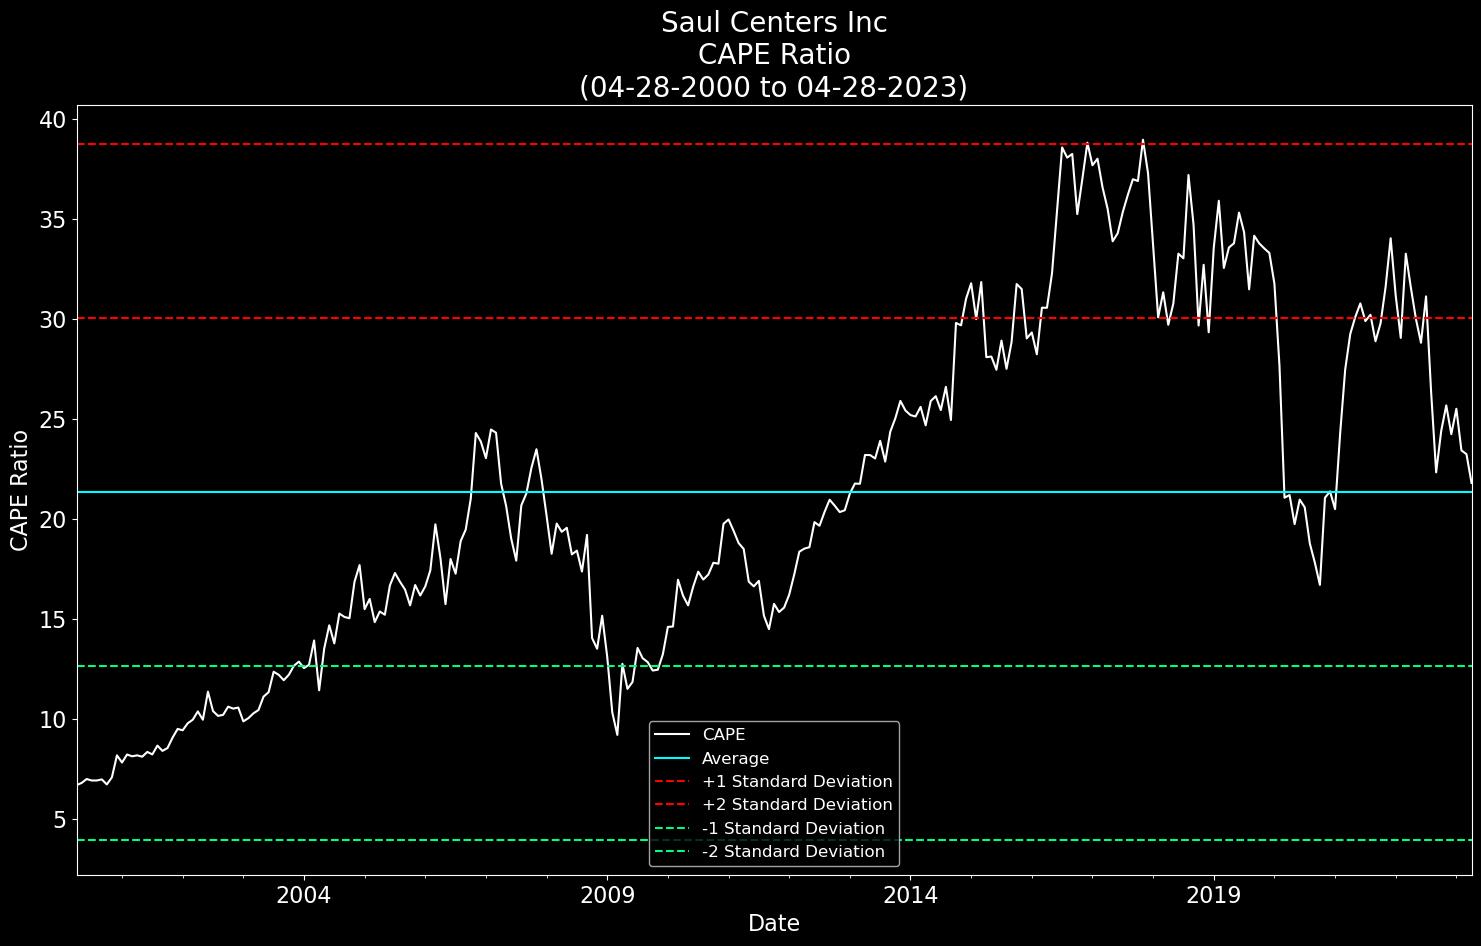 Saul Centers Inc
CAPE Ratio
(04-28-2000 to 04-28-2023)
40
35
30
25
20
15
10
5
CAPE Ratio
CAPE
Average
+1 Standard Deviation
+2 Standard Deviation
-1 Standard Deviation
-2 Standard Deviation
2004
2009
2014
2019
Date